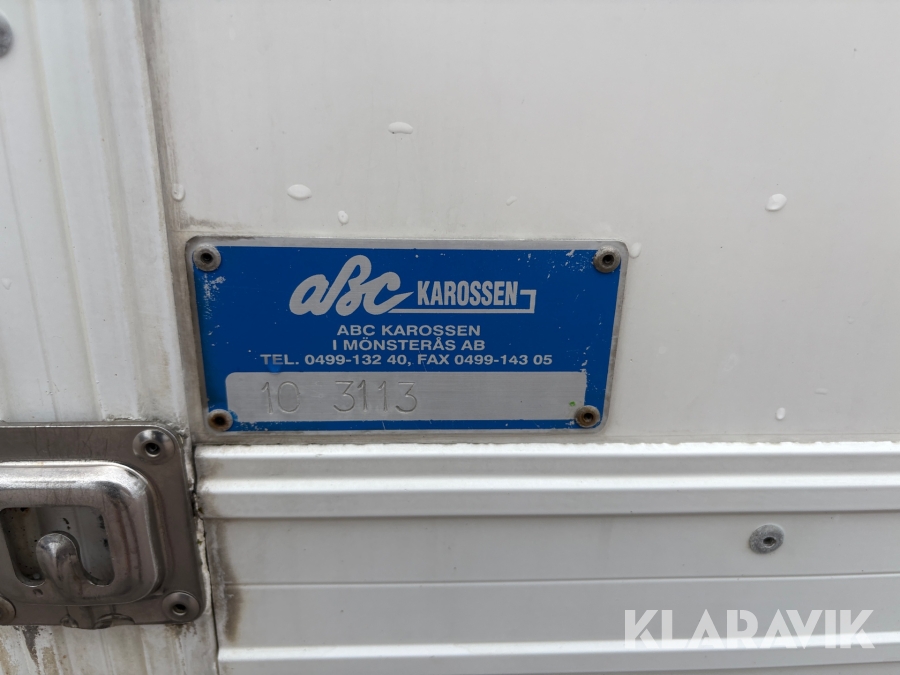 aBC KAROSSEN
ABC KAROSSEN
I MÖNSTERÅS AB
TEL. 0499-132 40, FAX 0499-143 05
10 3113
KLARAVIK